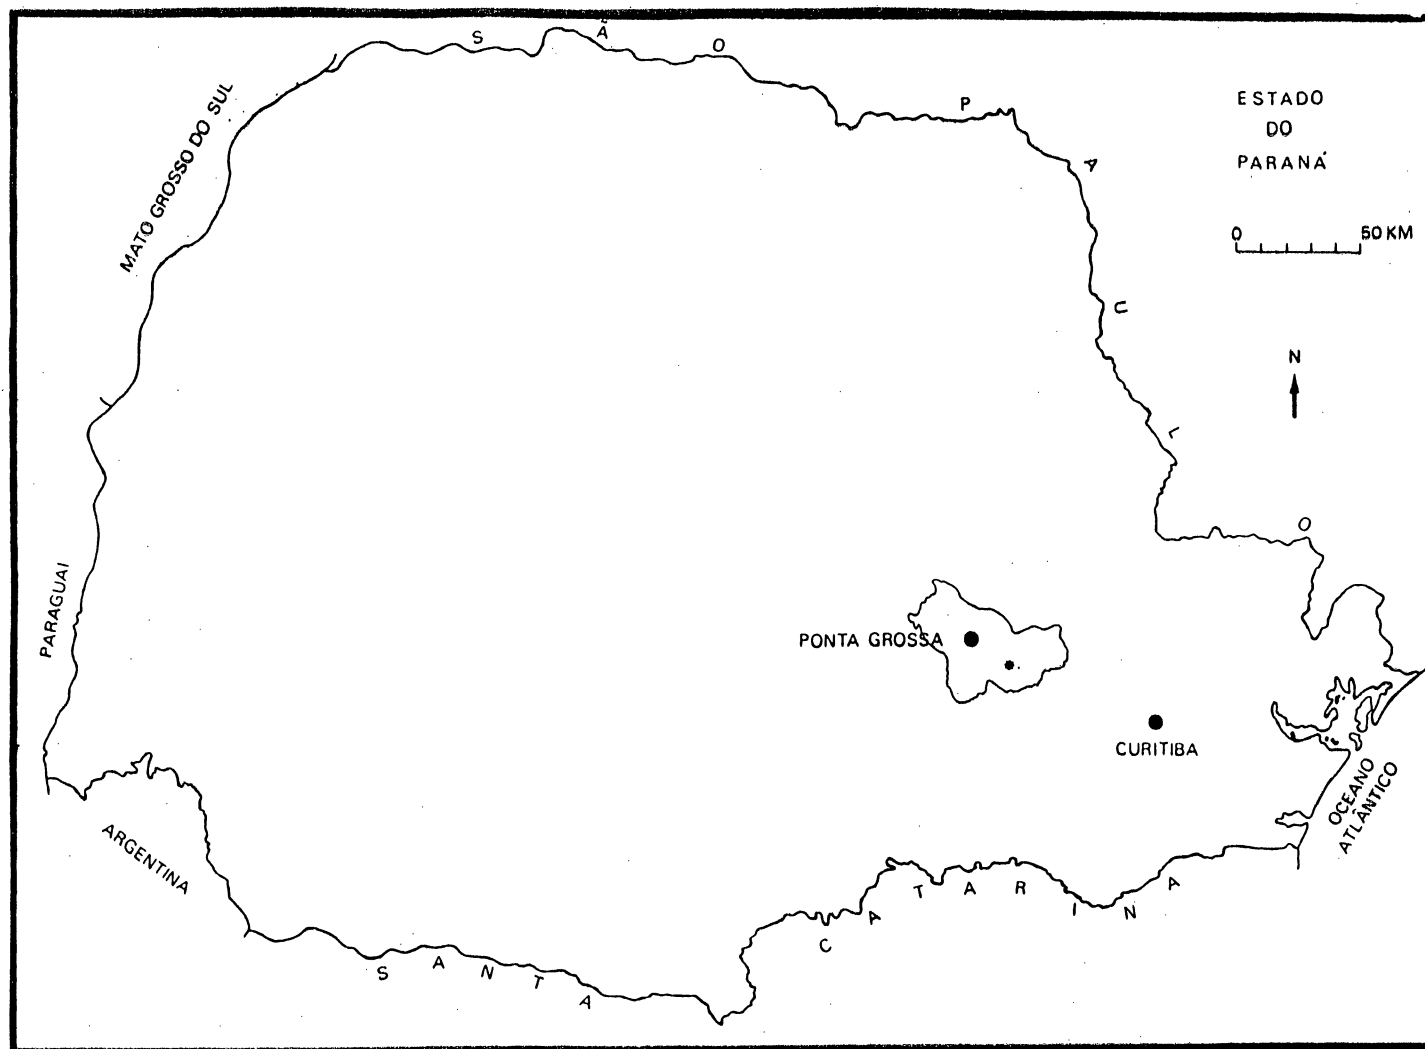 SÃO PAULO
ESTADO
DO
PARANÁ
0 50 KM
N
MATO GROSSO DO SUL
PARAGUAI
PONTA GROSSA
CURITIBA
OCEANO
ATLÂNTICO
ARGENTINA
SANTA CATARINA